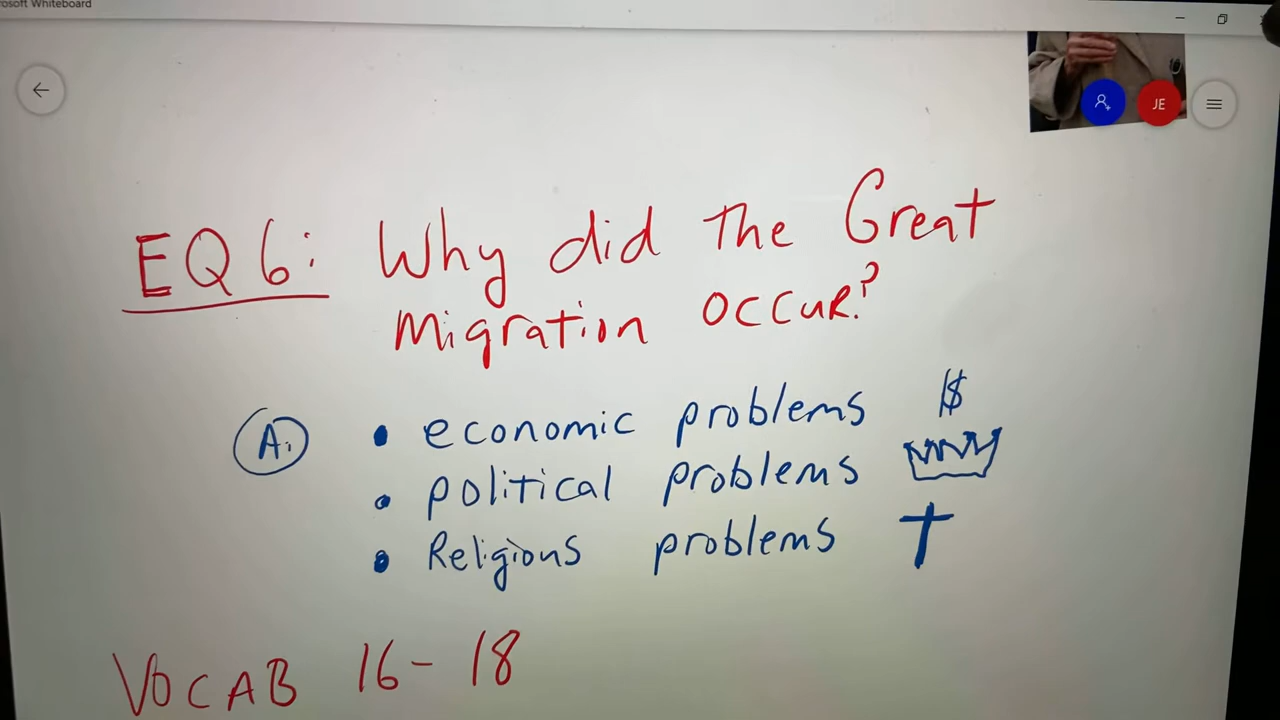 osoft Whiteboard
JE
EQ 6: Why did The Great
Migration occuR?
A. • economic problems $
• political problems
• Religious problems
VOCAB 16-18